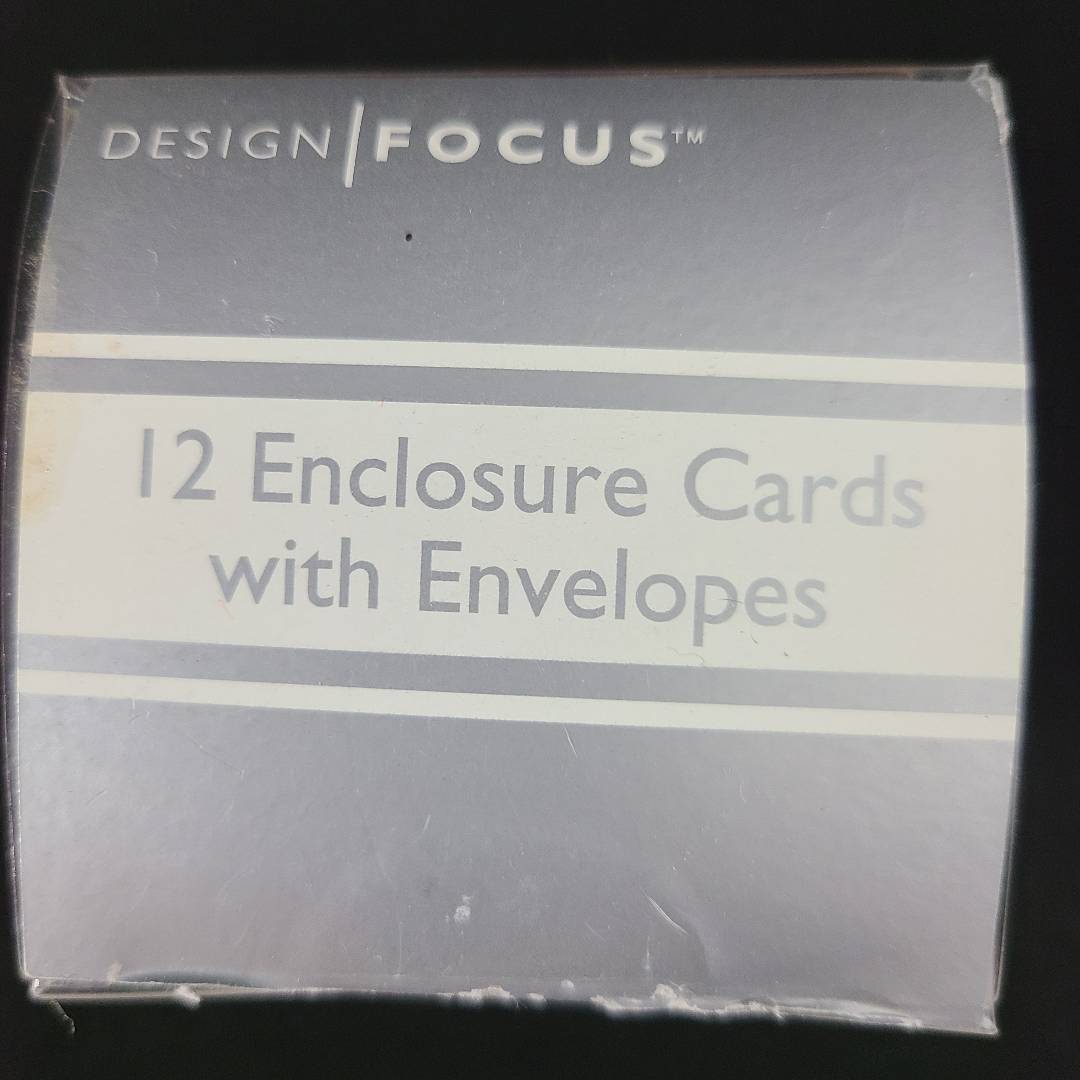 DESIGN|FOCUS™
12 Enclosure Cards
with Envelopes